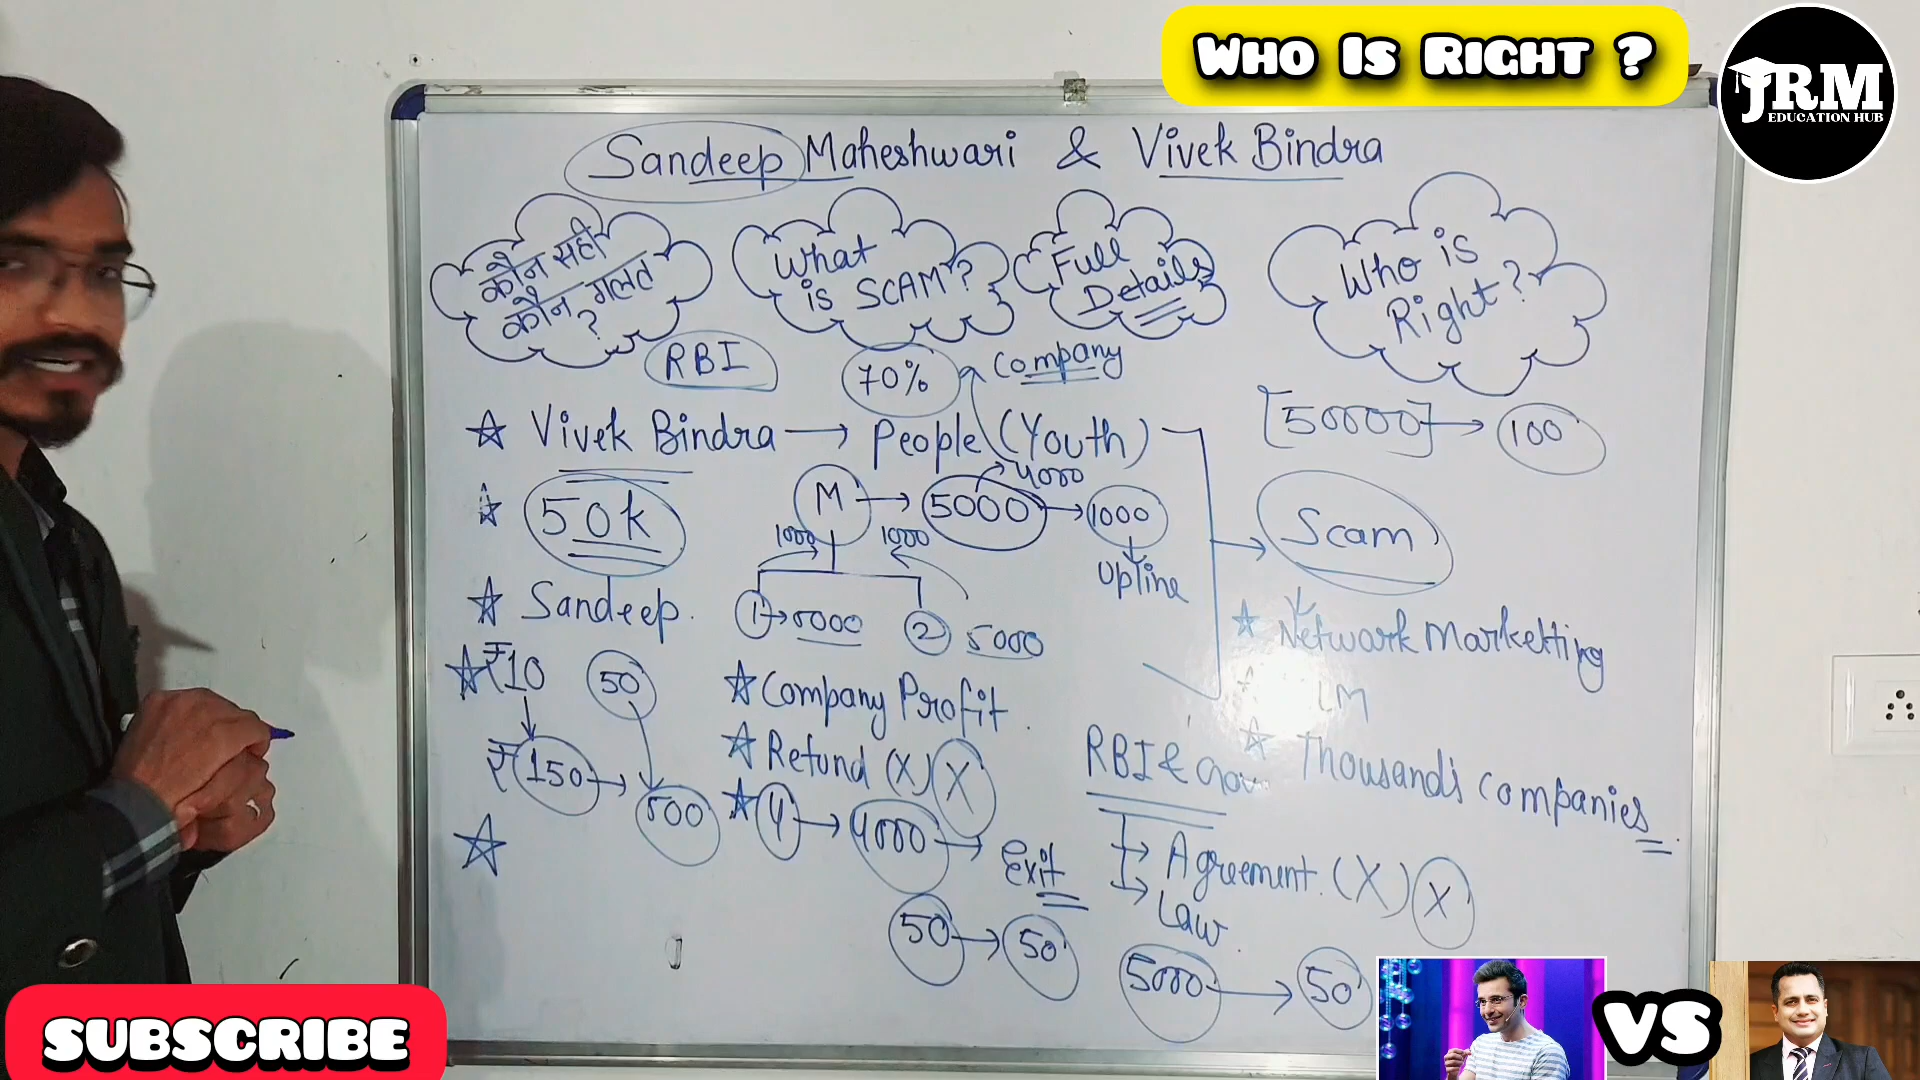 WHO IS RIGHT ?
JRM
EDUCATION HUB
Sandeep Maheshwari & Vivek Bindra
कौन सही
कौन गलत
?
What
is SCAM?
Full
Details
Who is
Right?
RBI
70%
Company
☆ Vivek Bindra → People (Youth)
[50000] → 100
☆ 50k
M → 5000 → 1000
4000
1000
1000
Upline
Scam
☆ Sandeep.
1 → 5000
2 5000
☆ Network Marketting
☆ ₹10
50
☆ Company Profit.
LM
₹150 → 500
☆ Refund (X) X
RBI &
☆ Thousands companies
☆ 4 → 4000 → Exit
Agreement. (X) X
Law.
☆
50 → 50
5000 → 50
SUBSCRIBE
VS